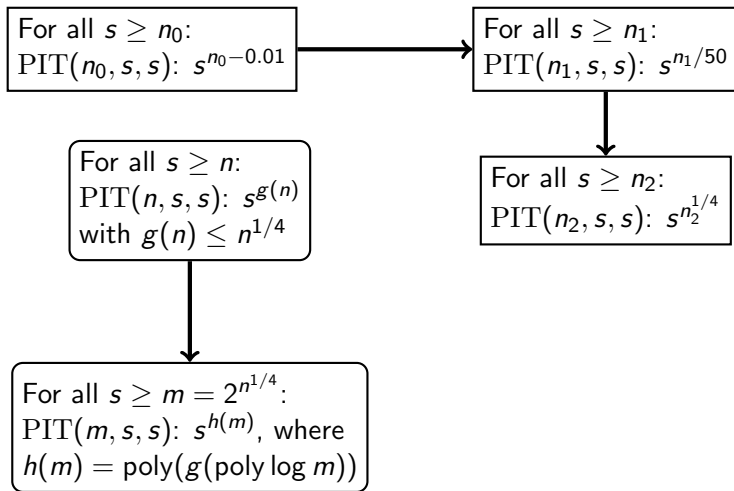 For all s ≥ n₀:
PIT(n₀, s, s): s^{n₀−0.01}
For all s ≥ n₁:
PIT(n₁, s, s): s^{n₁/50}
For all s ≥ n₂:
PIT(n₂, s, s): s^{n₂^{1/4}}
For all s ≥ n:
PIT(n, s, s): s^{g(n)}
with g(n) ≤ n^{1/4}
For all s ≥ m = 2^{n^{1/4}}:
PIT(m, s, s): s^{h(m)}, where
h(m) = poly(g(poly log m))